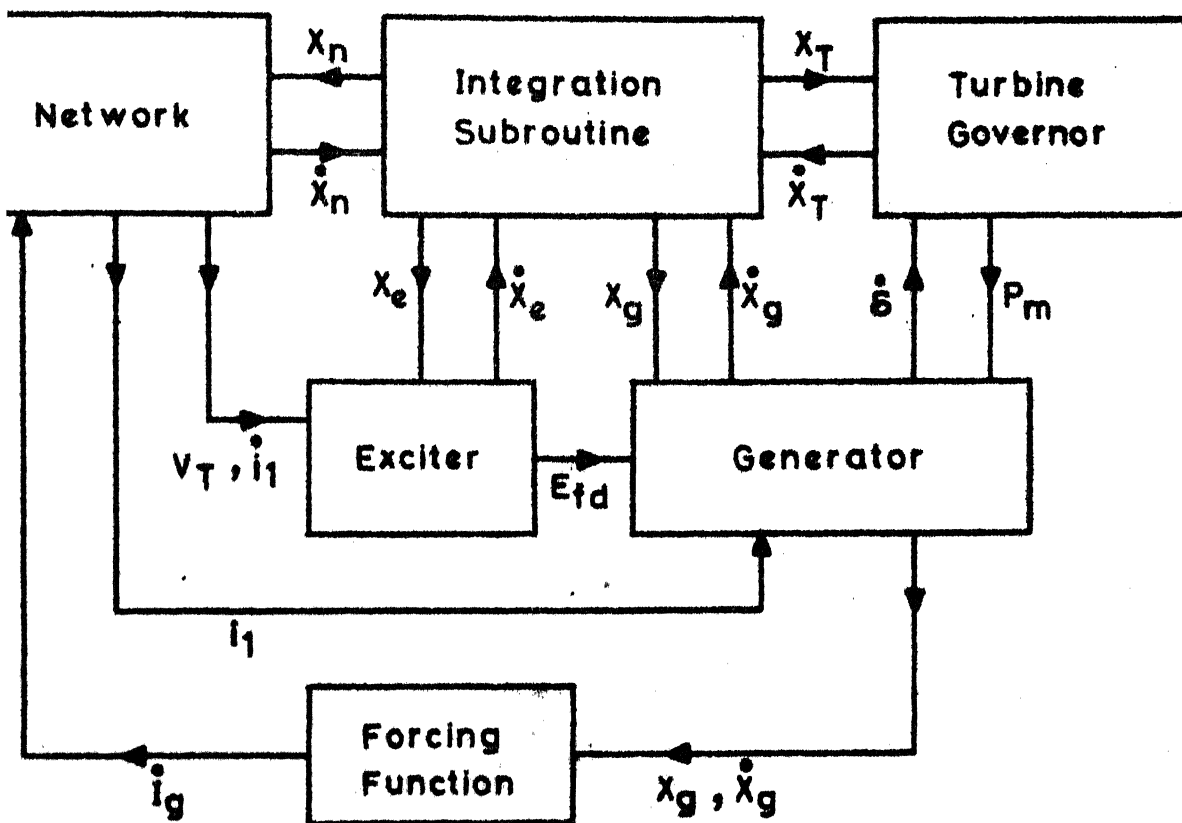 Xn
XT
Network
Integration
Subroutine
Turbine
Governor
Ẋn
ẊT
Xe
Ẋe
Xg
Ẋg
δ̇
Pm
Exciter
Generator
VT , i̇1
Efd
i1
Forcing
Function
i̇g
Xg , Ẋg